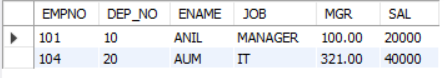 EMPNO DEP_NO ENAME JOB MGR SAL
101 10 ANIL MANAGER 100.00 20000
104 20 AUM IT 321.00 40000